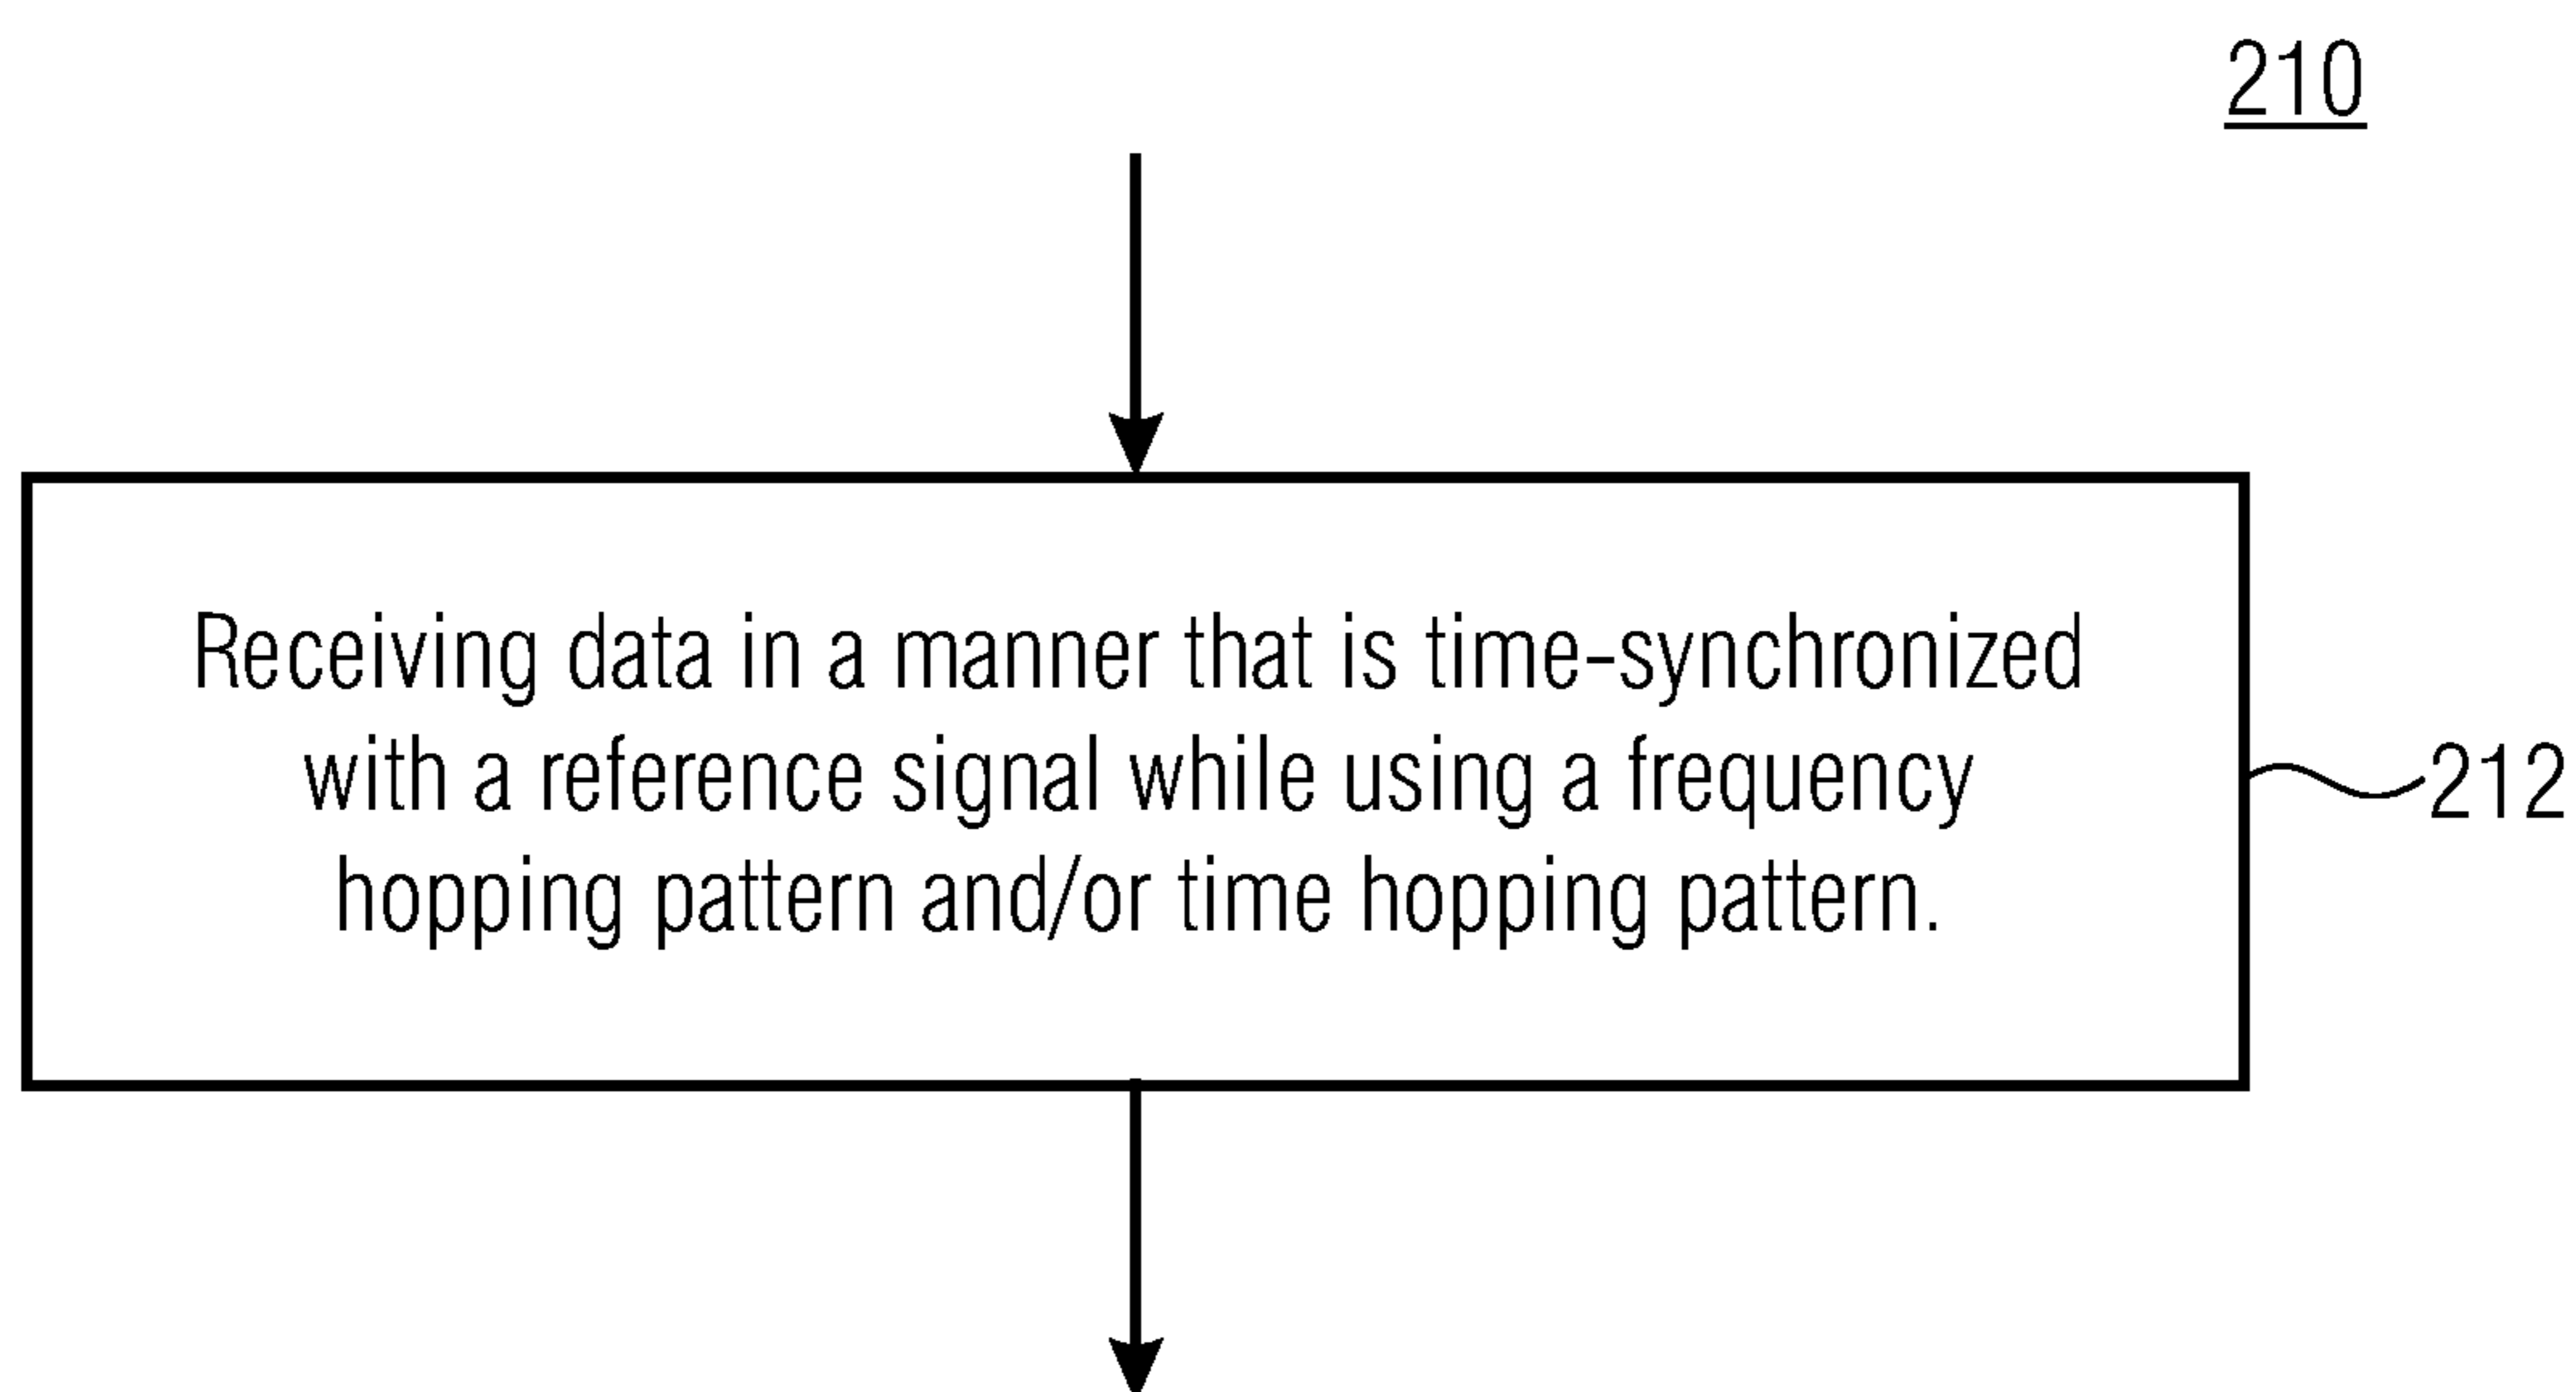 210
Receiving data in a manner that is time-synchronized
with a reference signal while using a frequency
hopping pattern and/or time hopping pattern.
212